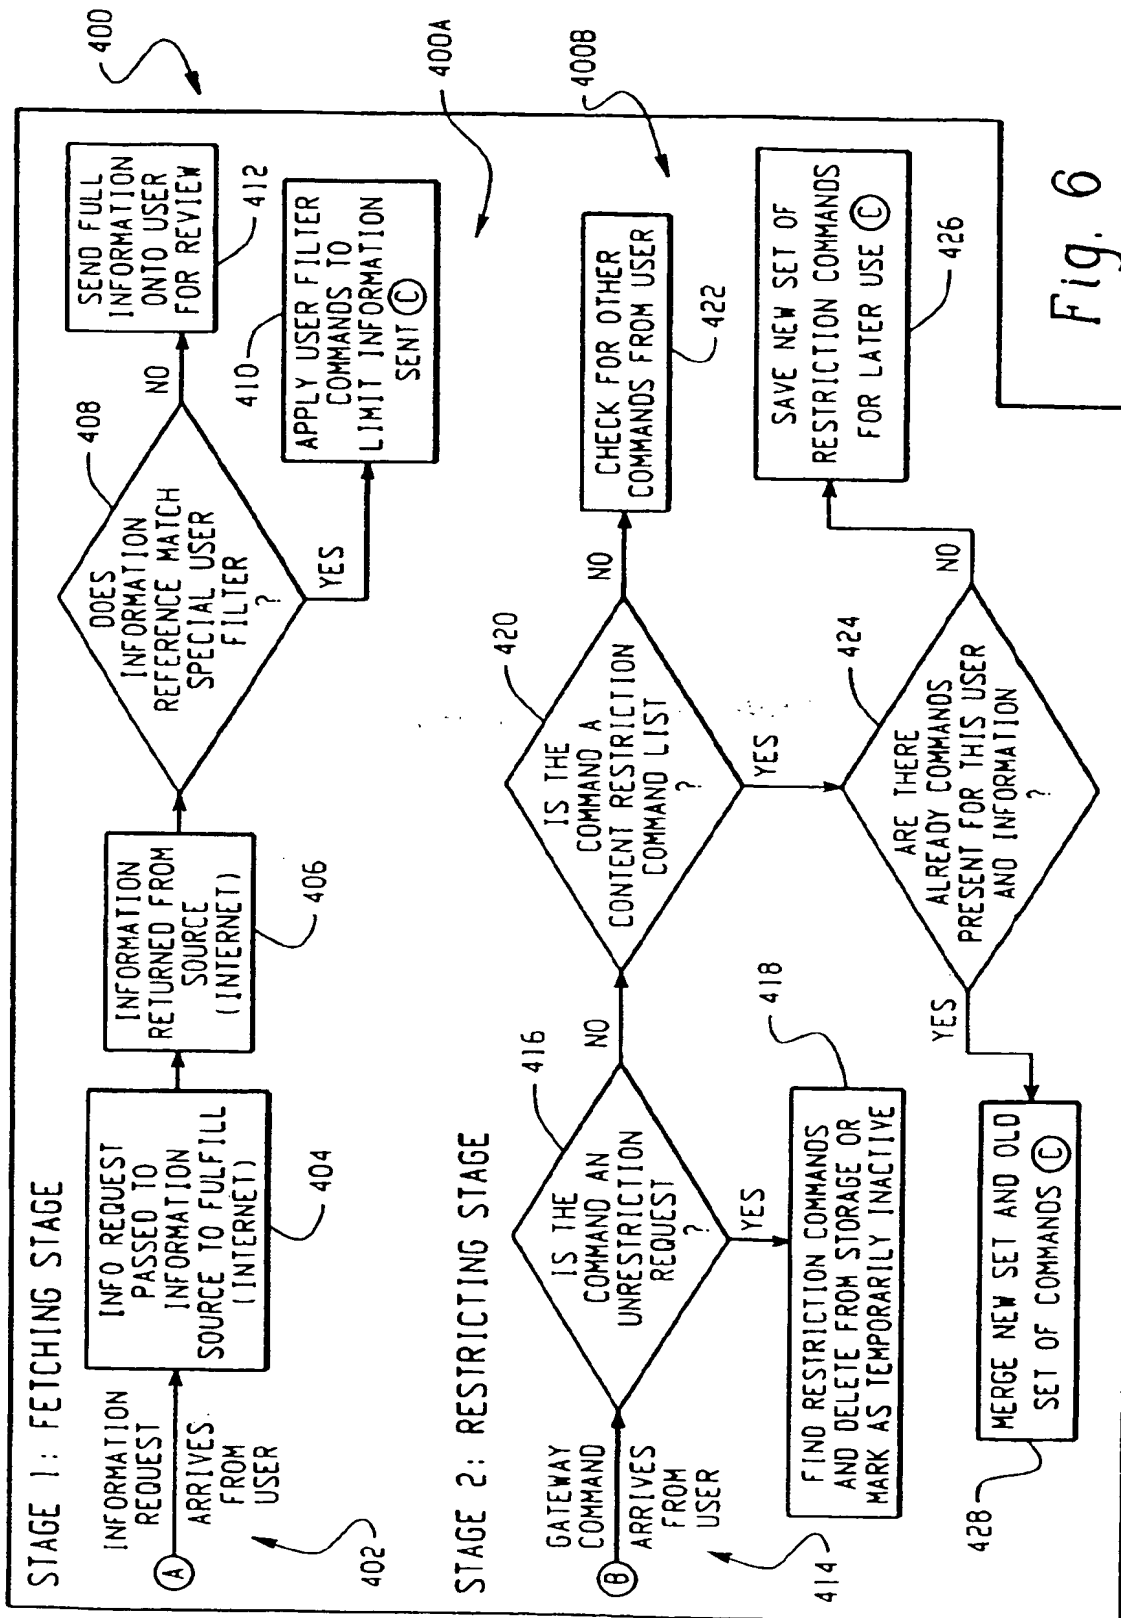 400
STAGE 1: FETCHING STAGE
INFORMATION
REQUEST
A
ARRIVES
FROM
USER
402
INFO REQUEST
PASSED TO
INFORMATION
SOURCE TO FULFILL
(INTERNET)
404
INFORMATION
RETURNED FROM
SOURCE
(INTERNET)
406
DOES
INFORMATION
REFERENCE MATCH
SPECIAL USER
FILTER
?
408
NO
SEND FULL
INFORMATION
ONTO USER
FOR REVIEW
412
YES
410
APPLY USER FILTER
COMMANDS TO
LIMIT INFORMATION
SENT C
400A
STAGE 2: RESTRICTING STAGE
GATEWAY
COMMAND
B
ARRIVES
FROM
USER
414
IS THE
COMMAND AN
UNRESTRICTION
REQUEST
?
416
NO
YES
FIND RESTRICTION COMMANDS
AND DELETE FROM STORAGE OR
MARK AS TEMPORARILY INACTIVE
418
IS THE
COMMAND A
CONTENT RESTRICTION
COMMAND LIST
?
420
NO
CHECK FOR OTHER
COMMANDS FROM USER
422
400B
YES
ARE THERE
ALREADY COMMANDS
PRESENT FOR THIS USER
AND INFORMATION
?
424
NO
SAVE NEW SET OF
RESTRICTION COMMANDS
FOR LATER USE C
426
YES
MERGE NEW SET AND OLD
SET OF COMMANDS C
428
Fig. 6